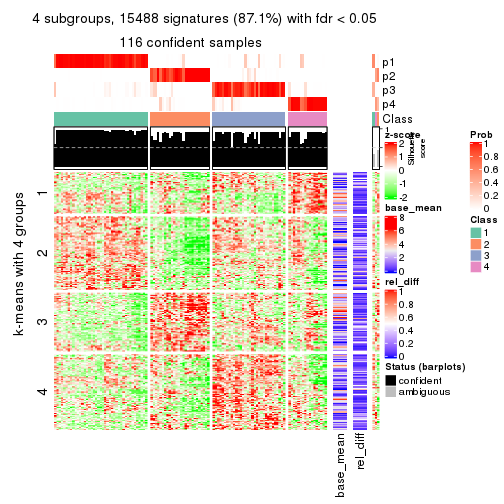 4 subgroups, 15488 signatures (87.1%) with fdr < 0.05
116 confident samples
p1
p2
p3
p4
Class
1
Silhouette
score
z-score
2
1
0
-1
-2
Prob
1
0.8
0.6
0.4
0.2
0
base_mean
8
6
4
2
0
Class
1
2
3
4
rel_diff
1
0.8
0.6
0.4
0.2
0
Status (barplots)
confident
ambiguous
k-means with 4 groups
1
2
3
4
base_mean
rel_diff